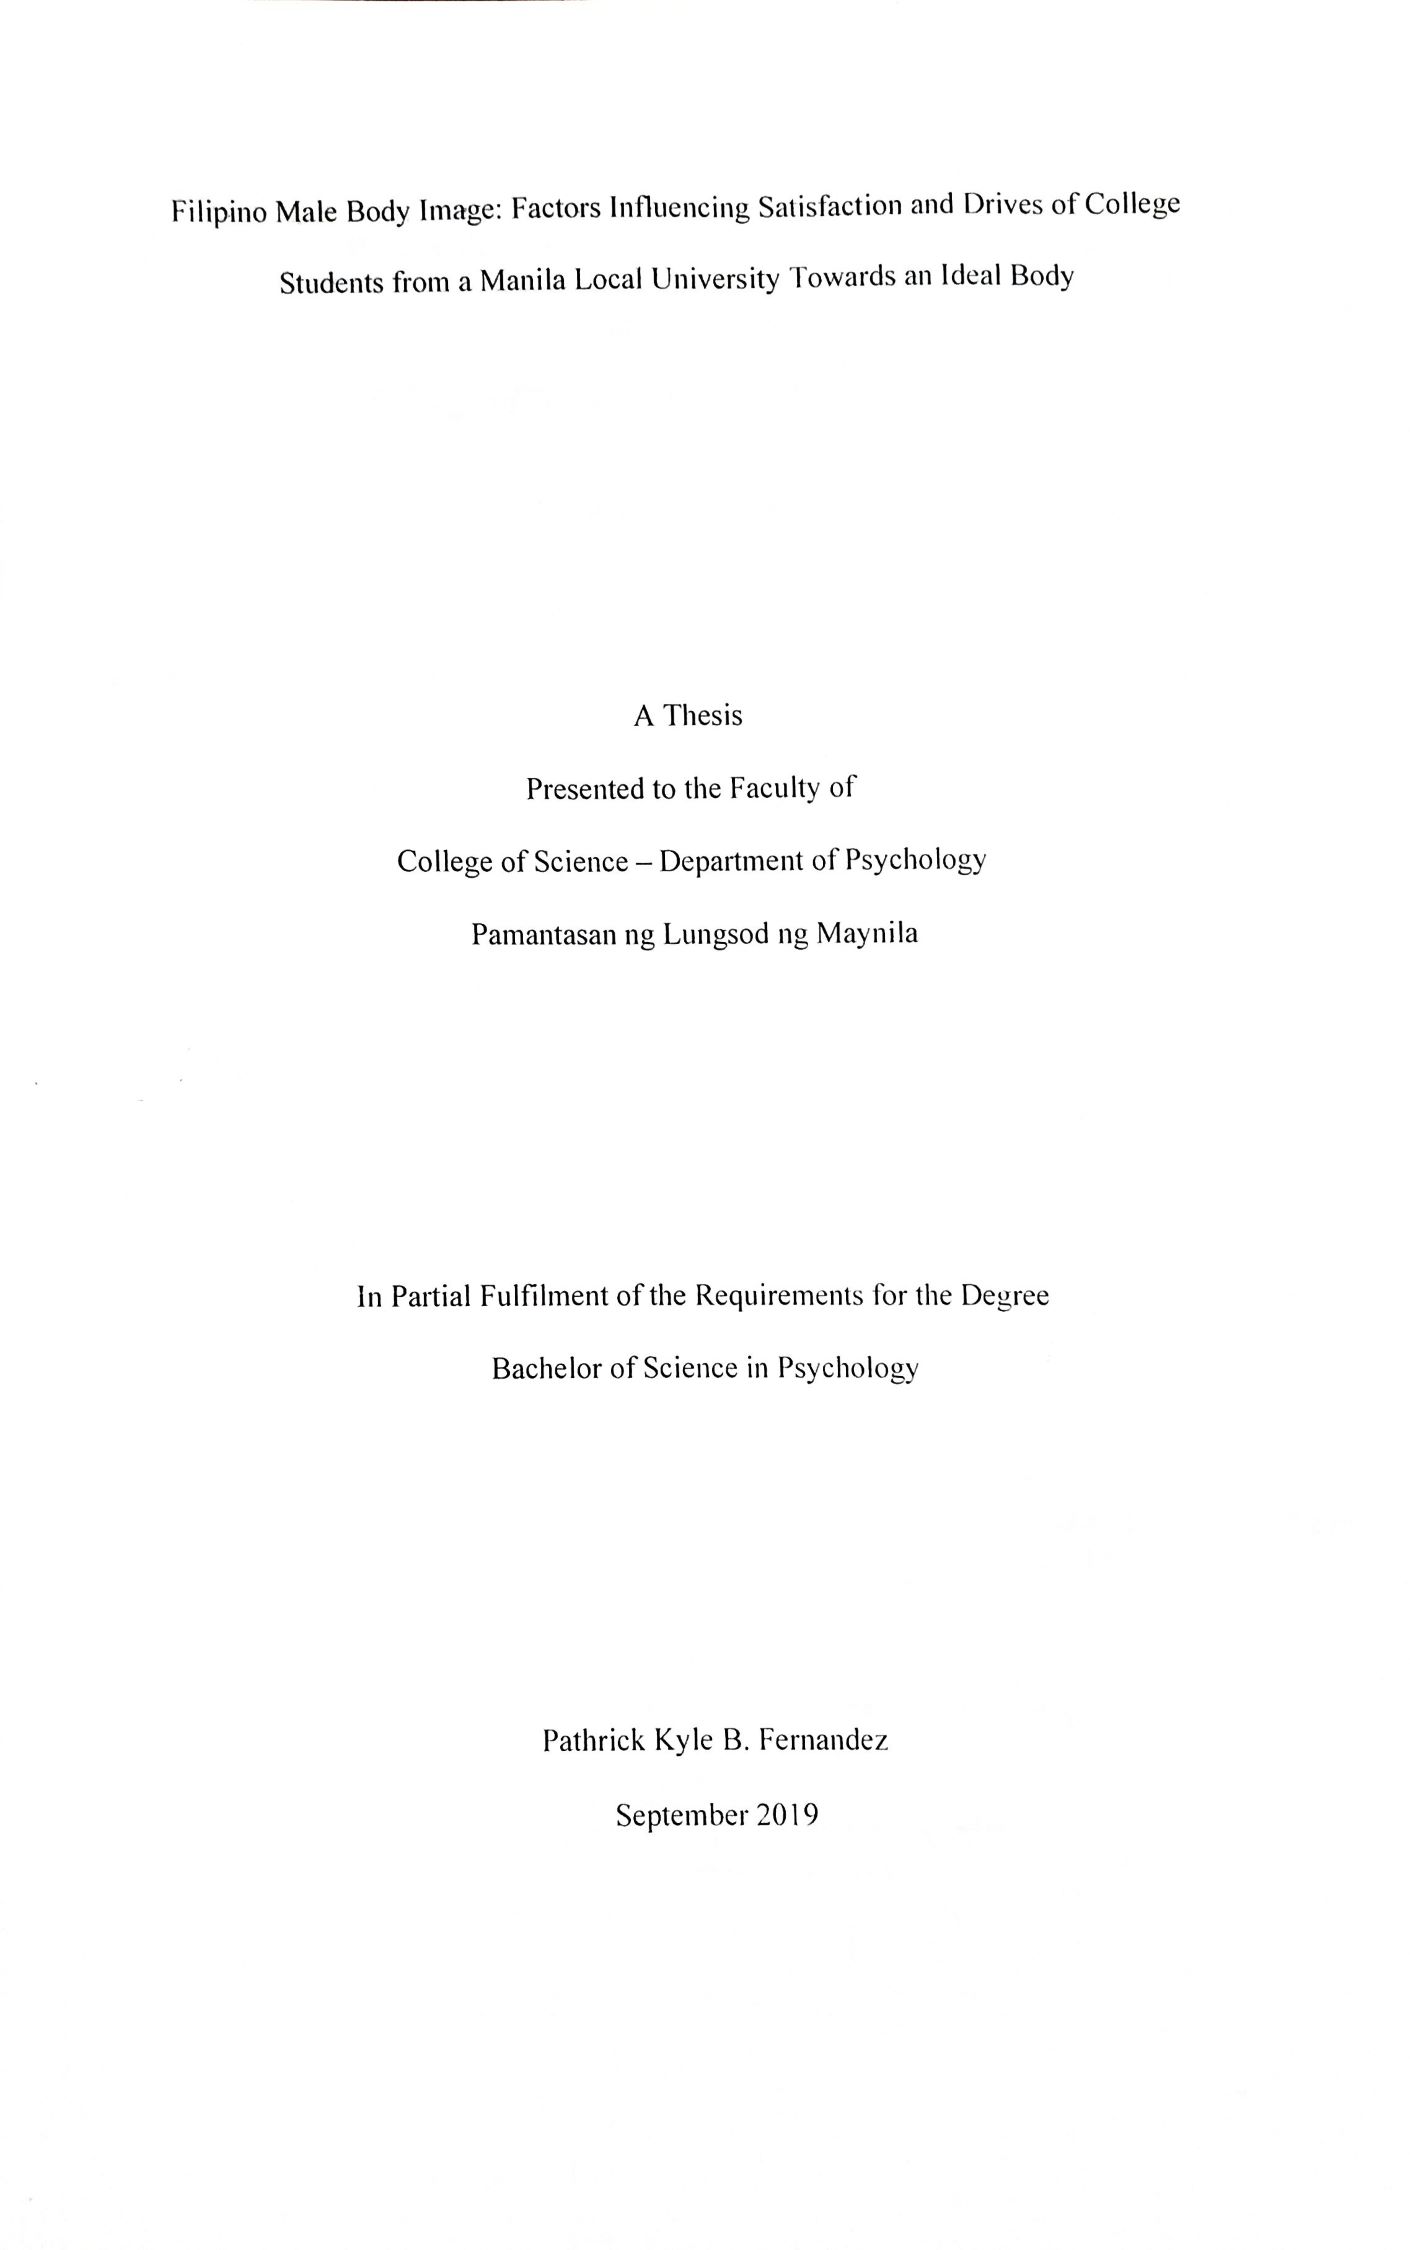 Filipino Male Body Image: Factors Influencing Satisfaction and Drives of College
Students from a Manila Local University Towards an Ideal Body
A Thesis
Presented to the Faculty of
College of Science – Department of Psychology
Pamantasan ng Lungsod ng Maynila
In Partial Fulfilment of the Requirements for the Degree
Bachelor of Science in Psychology
Pathrick Kyle B. Fernandez
September 2019